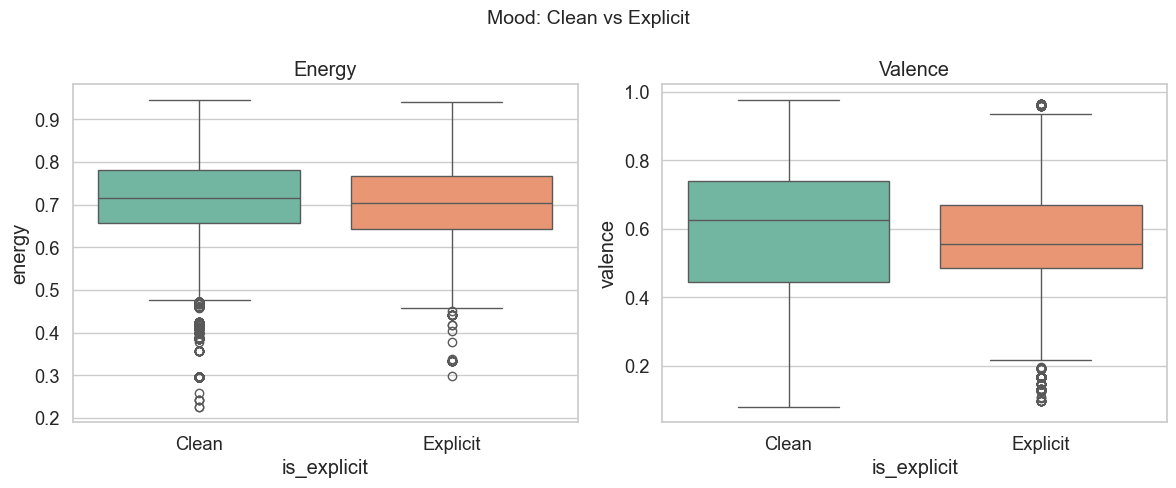 Mood: Clean vs Explicit
Energy
energy
0.9
0.8
0.7
0.6
0.5
0.4
0.3
0.2
Clean
Explicit
is_explicit
Valence
valence
1.0
0.8
0.6
0.4
0.2
Clean
Explicit
is_explicit